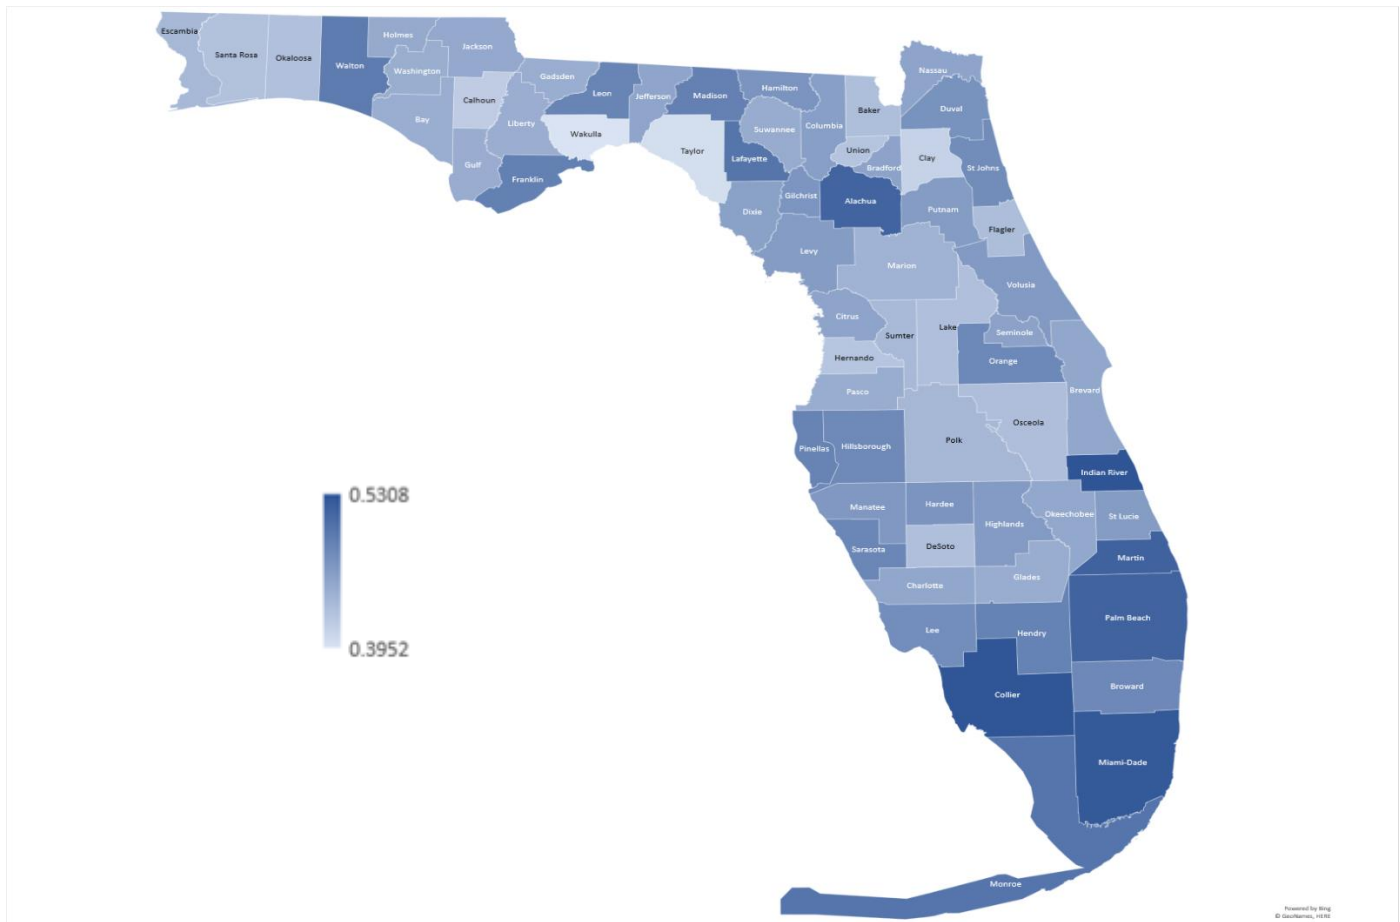 Escambia
Santa Rosa
Okaloosa
Walton
Holmes
Washington
Jackson
Bay
Calhoun
Gulf
Liberty
Gadsden
Franklin
Leon
Wakulla
Jefferson
Madison
Taylor
Hamilton
Suwannee
Lafayette
Columbia
Dixie
Gilchrist
Baker
Union
Bradford
Alachua
Levy
Nassau
Duval
Clay
St Johns
Putnam
Flagler
Marion
Volusia
Citrus
Sumter
Lake
Seminole
Orange
Hernando
Pasco
Brevard
Osceola
Polk
Pinellas
Hillsborough
Indian River
Manatee
Hardee
Highlands
Okeechobee
St Lucie
Sarasota
DeSoto
Martin
Charlotte
Glades
Palm Beach
Lee
Hendry
Collier
Broward
Miami-Dade
Monroe
0.5308
0.3952
Powered by Bing
© GeoNames, HERE